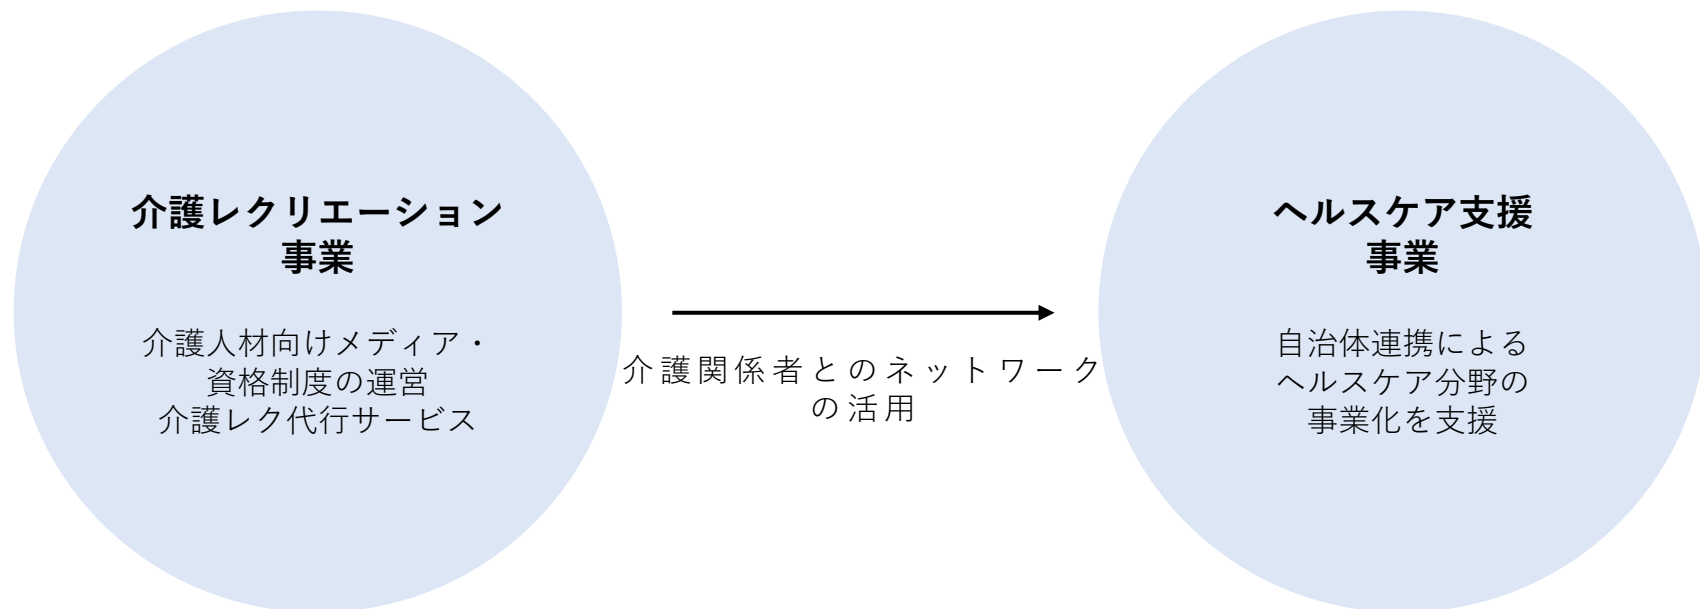 介護レクリエーション
事業
介護人材向けメディア・
資格制度の運営
介護レク代行サービス
介護関係者とのネットワーク
の活用
ヘルスケア支援
事業
自治体連携による
ヘルスケア分野の
事業化を支援